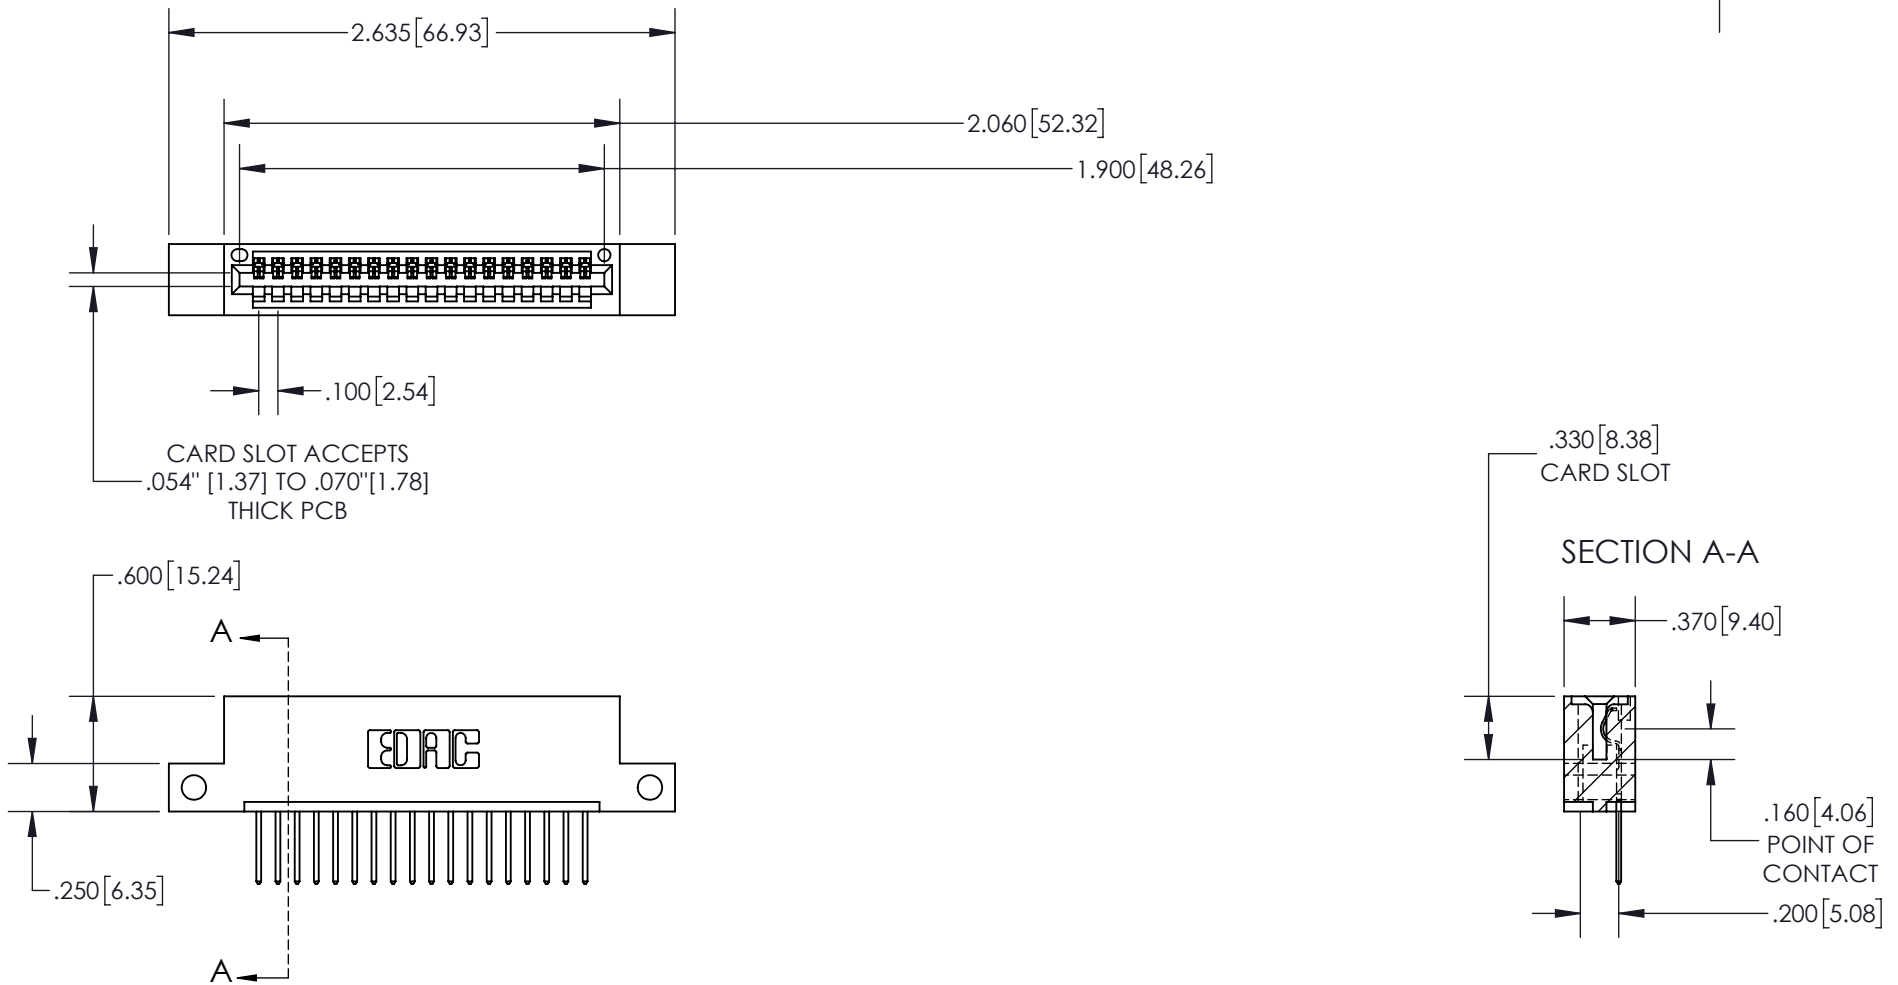 2.635[66.93]
2.060[52.32]
1.900[48.26]
.100[2.54]
CARD SLOT ACCEPTS
.054" [1.37] TO .070"[1.78]
THICK PCB
.330[8.38]
CARD SLOT
SECTION A-A
.600[15.24]
.370[9.40]
A
EDAC
.160[4.06]
POINT OF
CONTACT
.250[6.35]
.200[5.08]
A